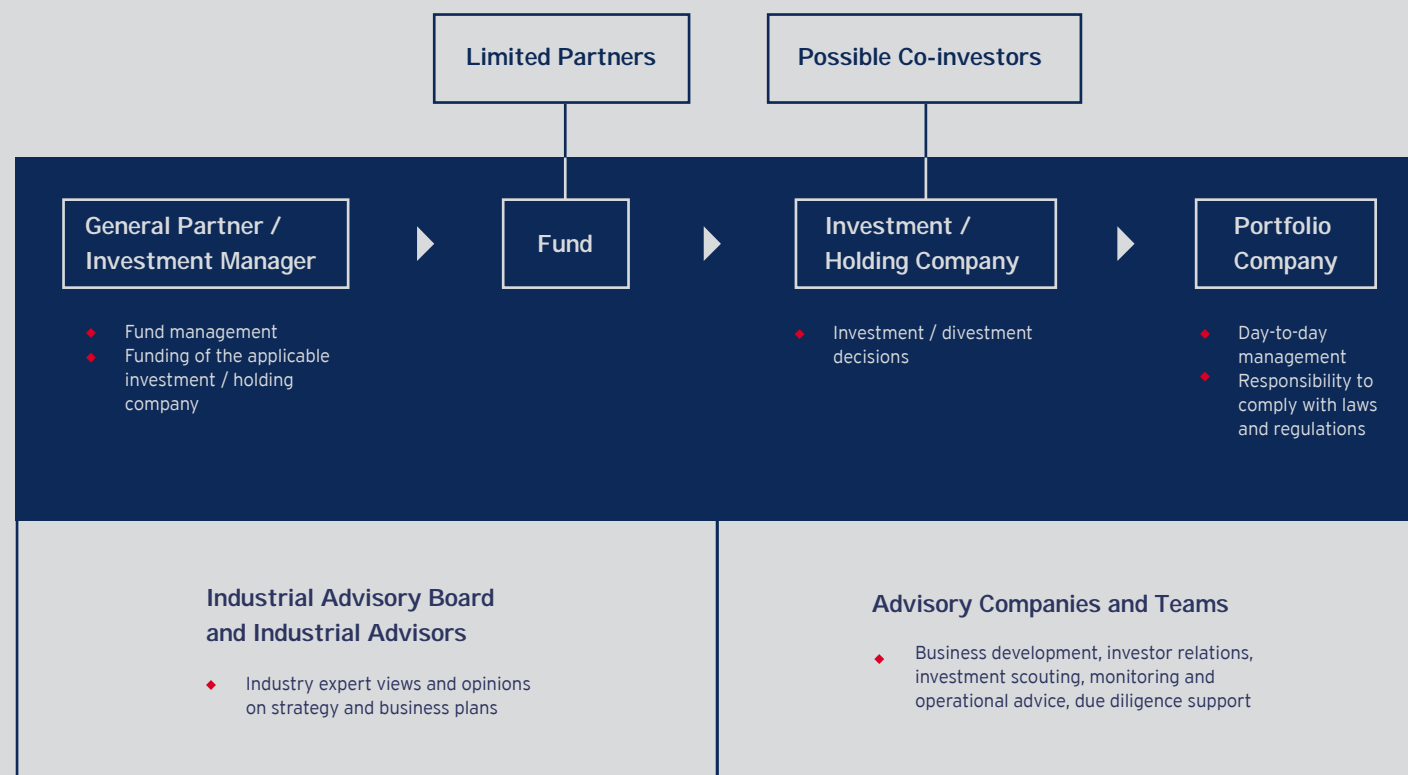 Limited Partners
Possible Co-investors
General Partner /
Investment Manager
Fund
Investment /
Holding Company
Portfolio
Company
Fund management
Funding of the applicable
investment / holding
company
Investment / divestment
decisions
Day-to-day
management
Responsibility to
comply with laws
and regulations
Industrial Advisory Board
and Industrial Advisors
Industry expert views and opinions
on strategy and business plans
Advisory Companies and Teams
Business development, investor relations,
investment scouting, monitoring and
operational advice, due diligence support